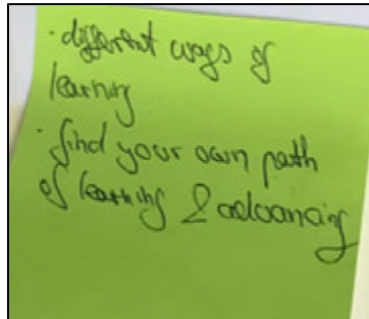 · different ways of
learning
· find your own path
of learning & advancing